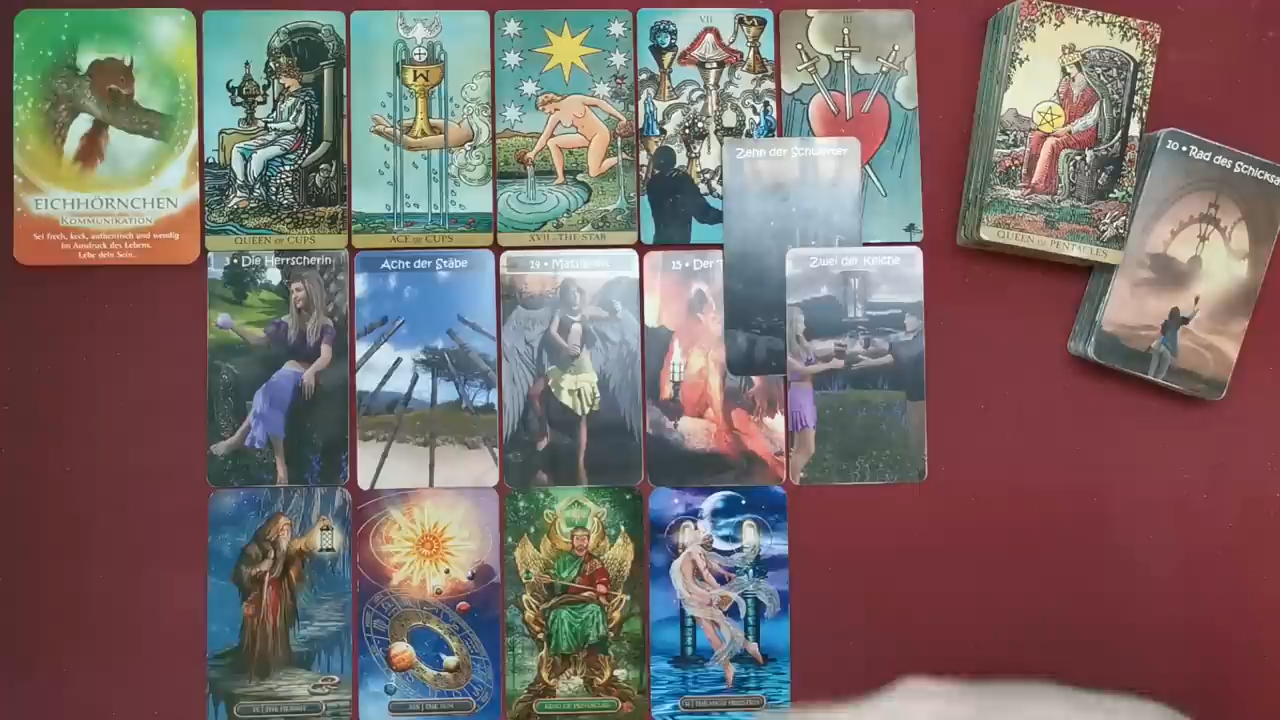 EICHHÖRNCHEN
KOMMUNIKATION
Sei frech, keck, authentisch und wendig
im Ausdruck des Lebens.
Lebe dein Sein..
QUEEN OF CUPS
ACE OF CUPS
XVII - THE STAR
VII
III
Zehn der Schwerter
QUEEN OF PENTACLES
10 • Rad des Schicksa
3 • Die Herrscherin
Acht der Stäbe
15 • Der
Zwei der Kelche
IX | THE HERMIT
XIX | THE SUN
KING OF PENTACLES